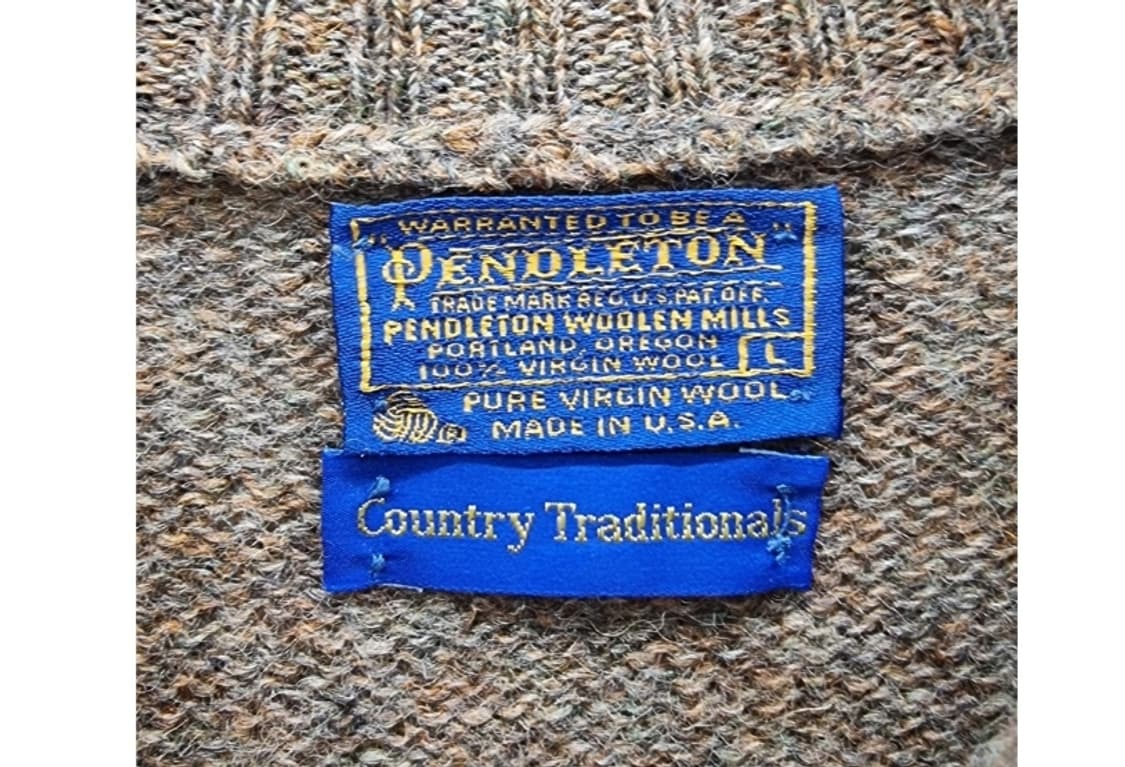 WARRANTED TO BE A
"PENDLETON"
TRADE MARK REG. U.S. PAT. OFF.
PENDLETON WOOLEN MILLS
PORTLAND, OREGON
100% VIRGIN WOOL L
PURE VIRGIN WOOL
® MADE IN U.S.A.
Country Traditionals